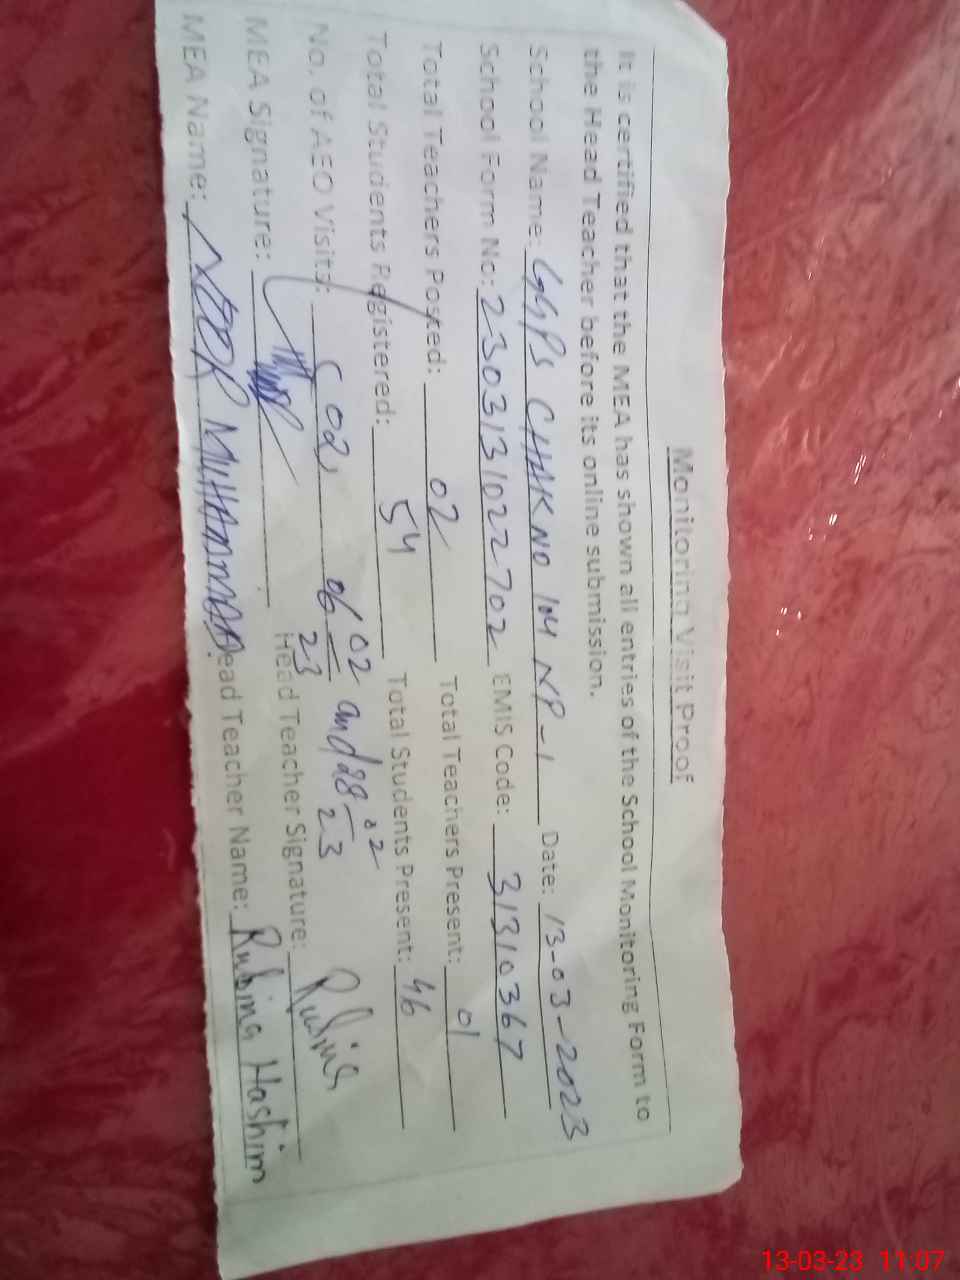 Monitoring Visit Proof
It is certified that the MEA has shown all entries of the School Monitoring Form to
the Head Teacher before its online submission.
School Name: GGPS CHAK NO 104 NP-1 Date: 13-03-2023
School Form No: 2303131022702 EMIS Code: 31310367
Total Teachers Posted: 02 Total Teachers Present: 01
Total Students Registered: 54 Total Students Present: 46
No. of AEO Visits: 02, 06 02 23 and 28 02 23
MEA Signature: Head Teacher Signature: Rubina
MEA Name: MUHAMMAD Head Teacher Name: Rubina Hashim
13-03-23 11:07